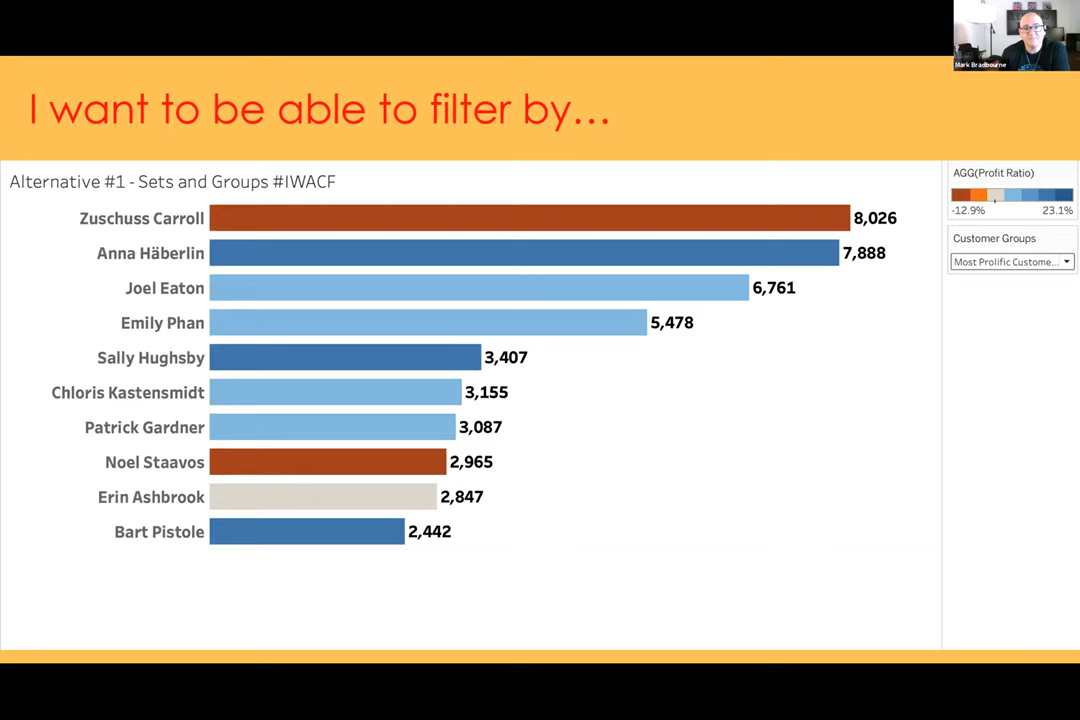 Mark Bradbourne
I want to be able to filter by...
Alternative #1 - Sets and Groups #IWACF
Zuschuss Carroll 8,026
Anna Häberlin 7,888
Joel Eaton 6,761
Emily Phan 5,478
Sally Hughsby 3,407
Chloris Kastensmidt 3,155
Patrick Gardner 3,087
Noel Staavos 2,965
Erin Ashbrook 2,847
Bart Pistole 2,442
AGG(Profit Ratio)
-12.9% 23.1%
Customer Groups
Most Prolific Custome...